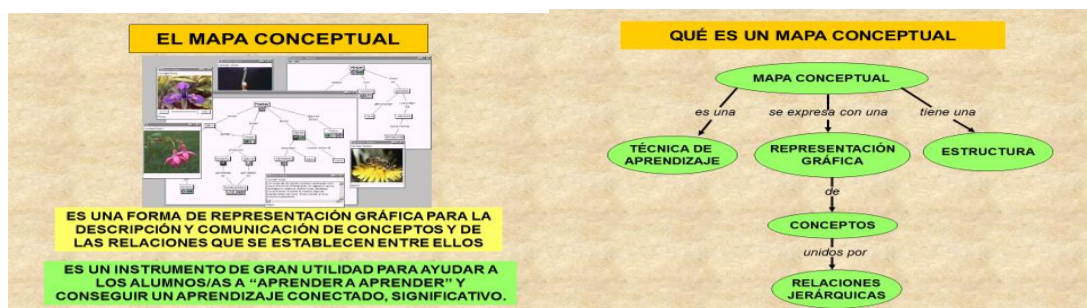 EL MAPA CONCEPTUAL
ES UNA FORMA DE REPRESENTACIÓN GRÁFICA PARA LA
DESCRIPCIÓN Y COMUNICACIÓN DE CONCEPTOS Y DE
LAS RELACIONES QUE SE ESTABLECEN ENTRE ELLOS
ES UN INSTRUMENTO DE GRAN UTILIDAD PARA AYUDAR A
LOS ALUMNOS/AS A “APRENDER A APRENDER” Y
CONSEGUIR UN APRENDIZAJE CONECTADO, SIGNIFICATIVO.
QUÉ ES UN MAPA CONCEPTUAL
MAPA CONCEPTUAL
es una
se expresa con una
tiene una
TÉCNICA DE
APRENDIZAJE
REPRESENTACIÓN
GRÁFICA
ESTRUCTURA
de
CONCEPTOS
unidos por
RELACIONES
JERÁRQUICAS